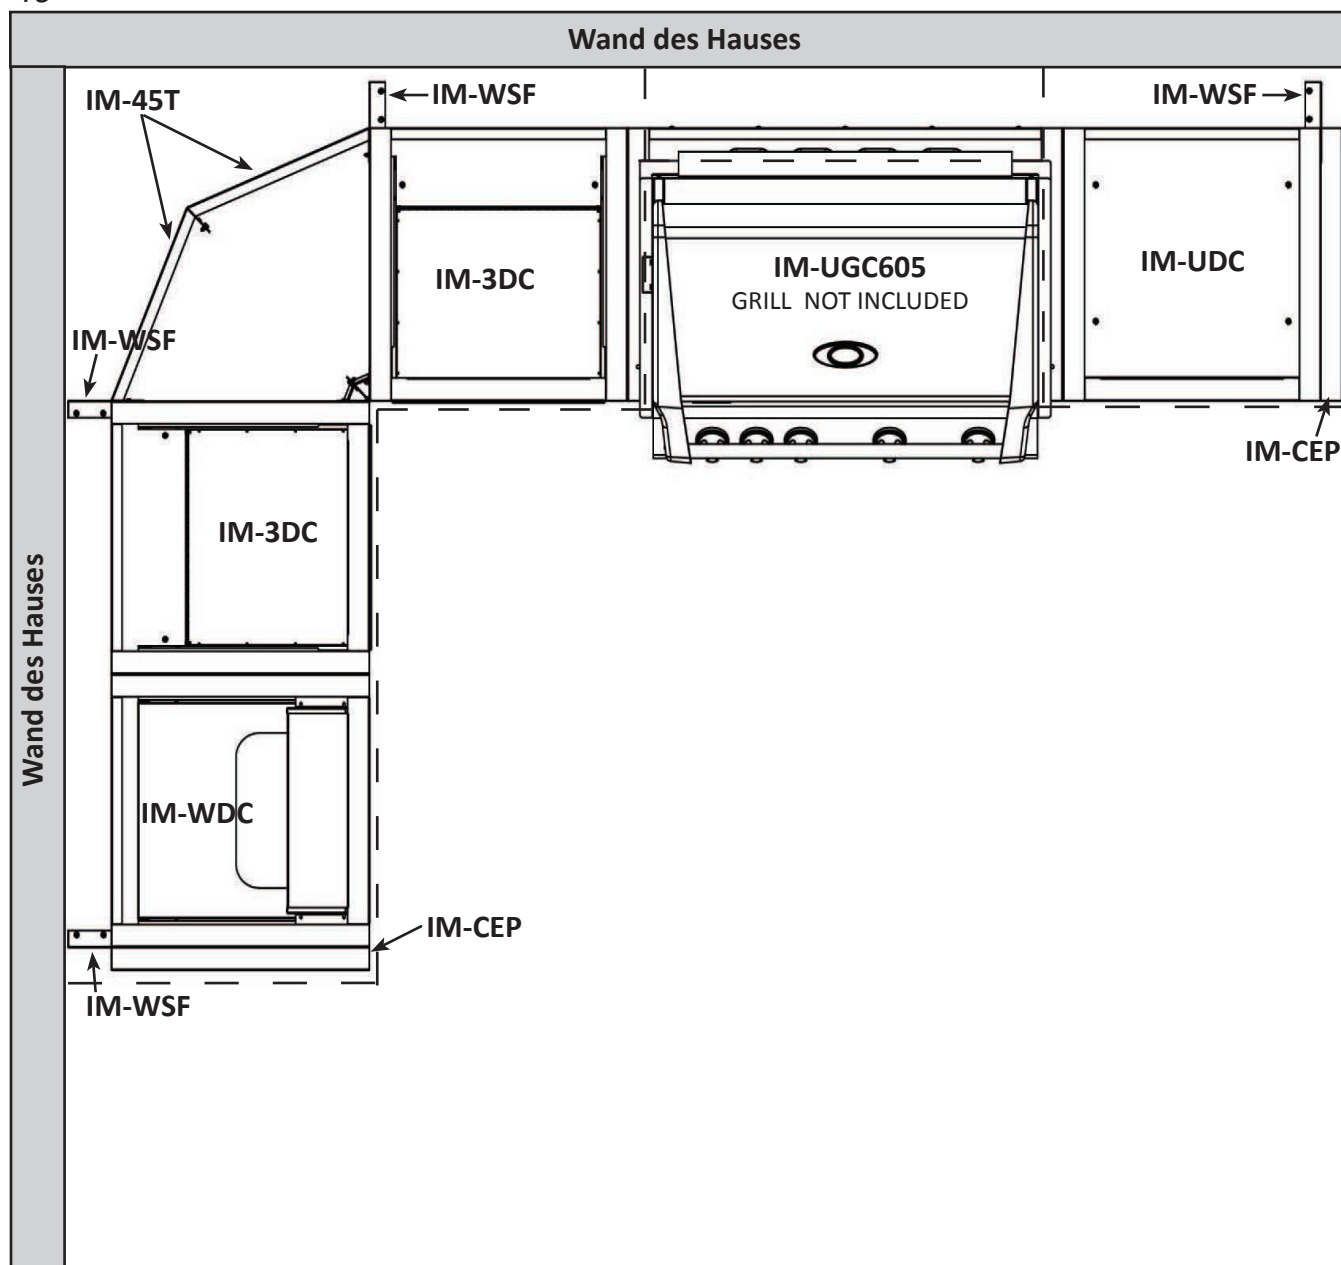 Wand des Hauses
IM-45T
IM-WSF
IM-WSF
IM-3DC
IM-UGC605
GRILL NOT INCLUDED
IM-UDC
IM-WSF
IM-CEP
IM-3DC
Wand des Hauses
IM-WDC
IM-CEP
IM-WSF